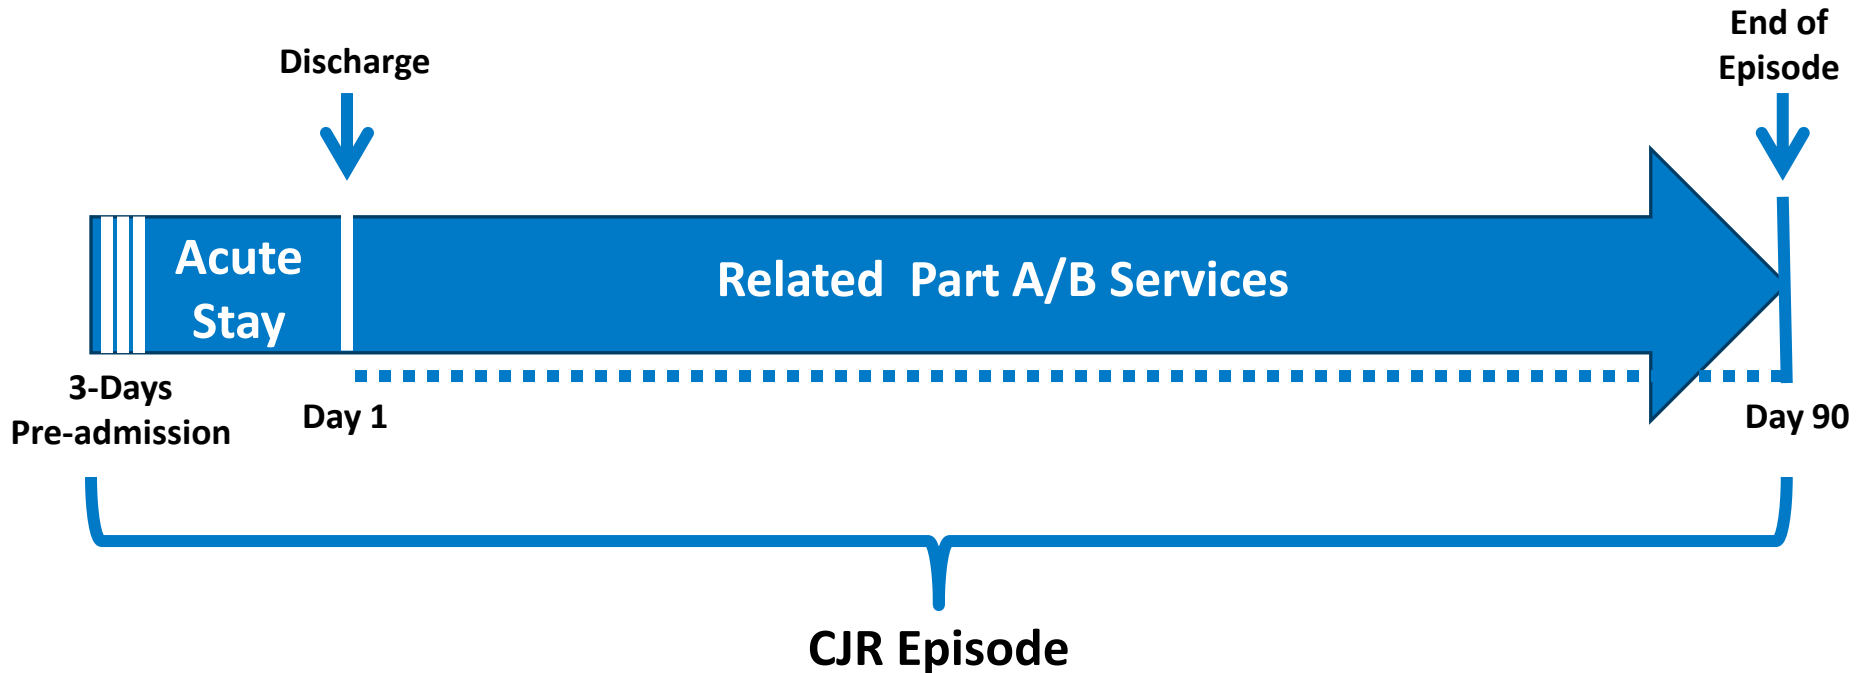 Discharge
End of
Episode
Acute
Stay
Related  Part A/B Services
3-Days
Pre-admission
Day 1
Day 90
CJR Episode